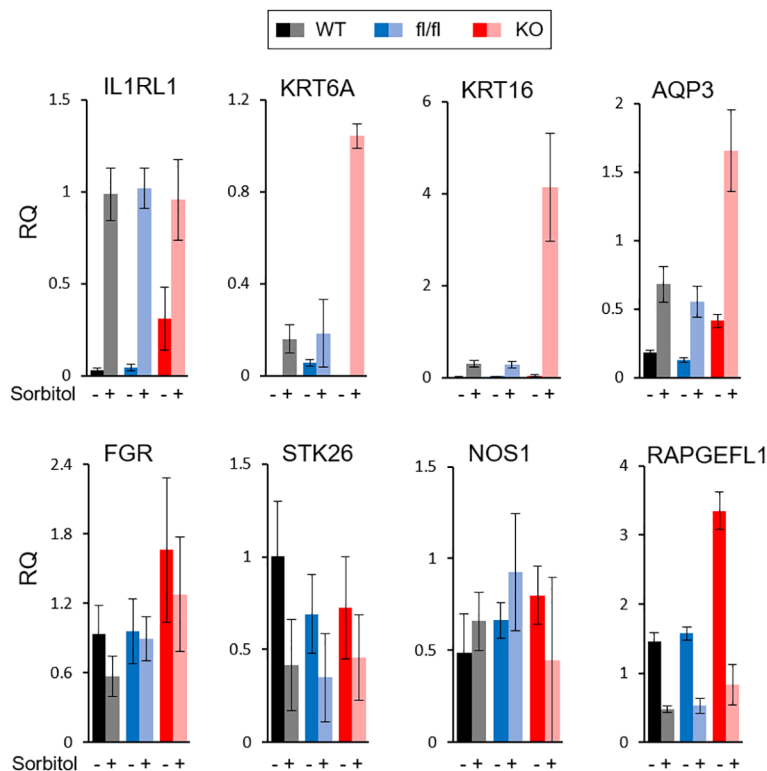 WT fl/fl KO
IL1RL1 KRT6A KRT16 AQP3
1.5 1.2 6 2
1.5
1 0.8 4
RQ 1
0.5 0.4 2
0.5
0 0 0 0
Sorbitol - + - + - + - + - + - + - + - + - + - + - + - +
FGR STK26 NOS1 RAPGEFL1
2.4 1.5 1.5 4
1.8 3
1 1
RQ 1.2 2
0.6 0.5 0.5 1
0 0 0 0
Sorbitol - + - + - + - + - + - + - + - + - + - + - + - +